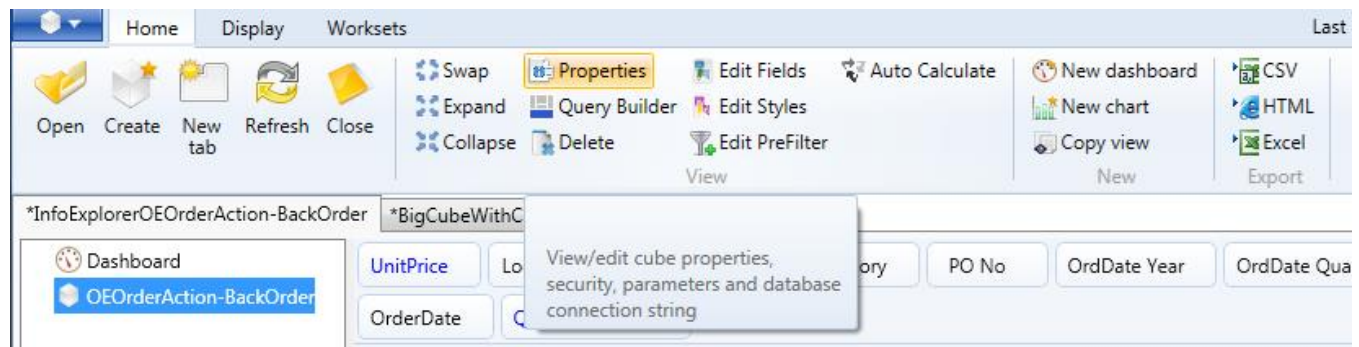 Home Display Worksets Last
Swap Properties Edit Fields Auto Calculate New dashboard CSV
Expand Query Builder Edit Styles New chart HTML
Open Create New tab Refresh Close Collapse Delete Edit PreFilter Copy view Excel
View New Export
*InfoExplorerOEOrderAction-BackOrder *BigCubeWithC
Dashboard UnitPrice Lo ory PO No OrdDate Year OrdDate Qua
View/edit cube properties,
security, parameters and database
connection string
OEOrderAction-BackOrder
OrderDate Q